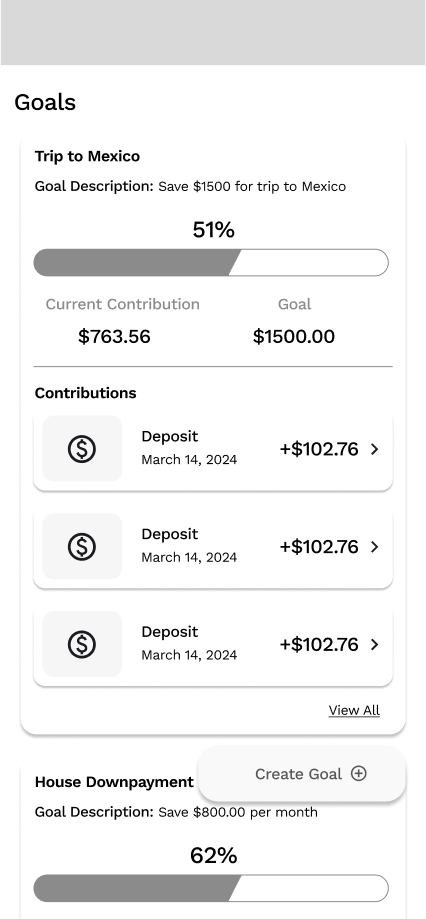 Goals
Trip to Mexico
Goal Description: Save $1500 for trip to Mexico
51%
Current Contribution Goal
$763.56 $1500.00
Contributions
Deposit
March 14, 2024
+$102.76
Deposit
March 14, 2024
+$102.76
Deposit
March 14, 2024
+$102.76
View All
Create Goal
House Downpayment
Goal Description: Save $800.00 per month
62%